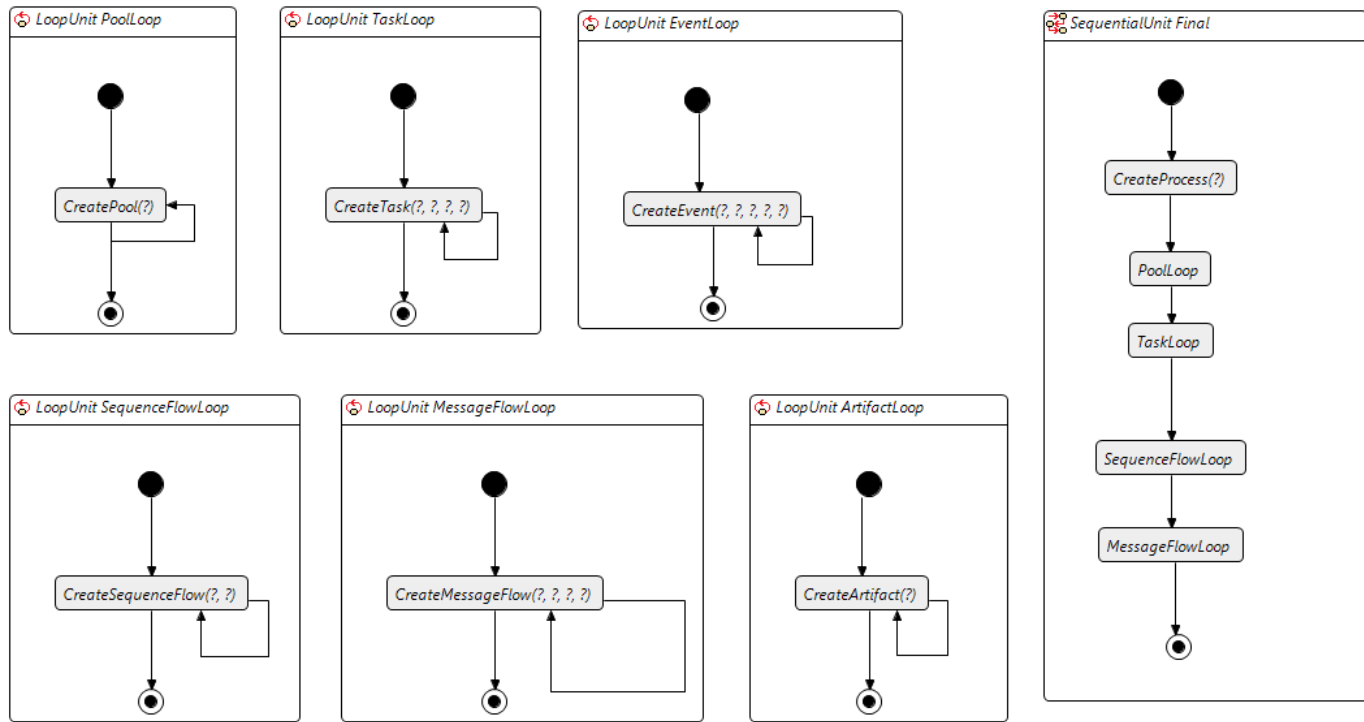 LoopUnit PoolLoop
CreatePool(?)
LoopUnit TaskLoop
CreateTask(?, ?, ?, ?)
LoopUnit EventLoop
CreateEvent(?, ?, ?, ?, ?)
SequentialUnit Final
CreateProcess(?)
PoolLoop
TaskLoop
SequenceFlowLoop
MessageFlowLoop
LoopUnit SequenceFlowLoop
CreateSequenceFlow(?, ?)
LoopUnit MessageFlowLoop
CreateMessageFlow(?, ?, ?, ?)
LoopUnit ArtifactLoop
CreateArtifact(?)